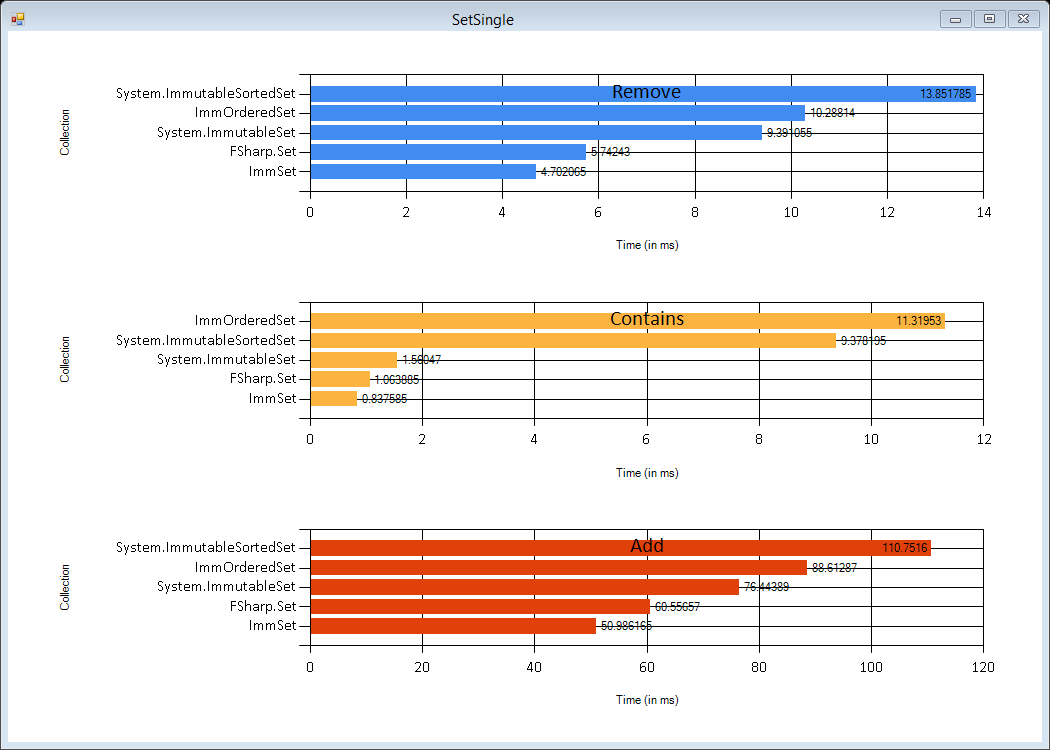 SetSingle
Remove
Collection
System.ImmutableSortedSet 13.851785
ImmOrderedSet 10.28814
System.ImmutableSet 9.391055
FSharp.Set 5.74243
ImmSet 4.702065
0 2 4 6 8 10 12 14
Time (in ms)
Contains
Collection
ImmOrderedSet 11.31953
System.ImmutableSortedSet 9.378195
System.ImmutableSet 1.56047
FSharp.Set 1.063885
ImmSet 0.837585
0 2 4 6 8 10 12
Time (in ms)
Add
Collection
System.ImmutableSortedSet 110.7516
ImmOrderedSet 88.61287
System.ImmutableSet 76.44389
FSharp.Set 60.55657
ImmSet 50.986165
0 20 40 60 80 100 120
Time (in ms)